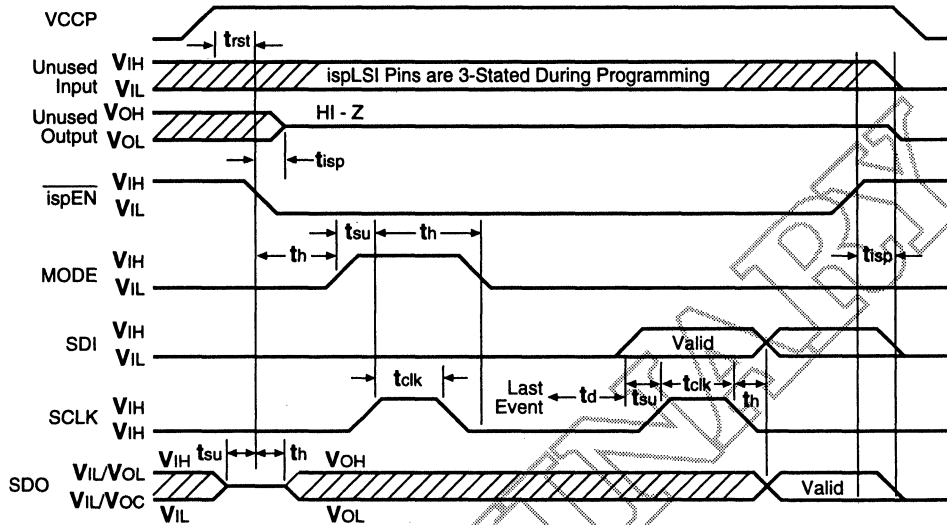 VCCP
trst
Unused Input
VIH
VIL
ispLSI Pins are 3-Stated During Programming
Unused Output
VOH
VOL
HI - Z
tisp
ispEN
VIH
VIL
tsu
th
th
tisp
MODE
VIH
VIL
SDI
VIH
VIL
Valid
tclk
Last Event
td
tsu
tclk
th
SCLK
VIH
VIH
tsu
th
SDO
VIH
VIL/VOL
VIL/VOC
VIL
VOH
VOL
Valid